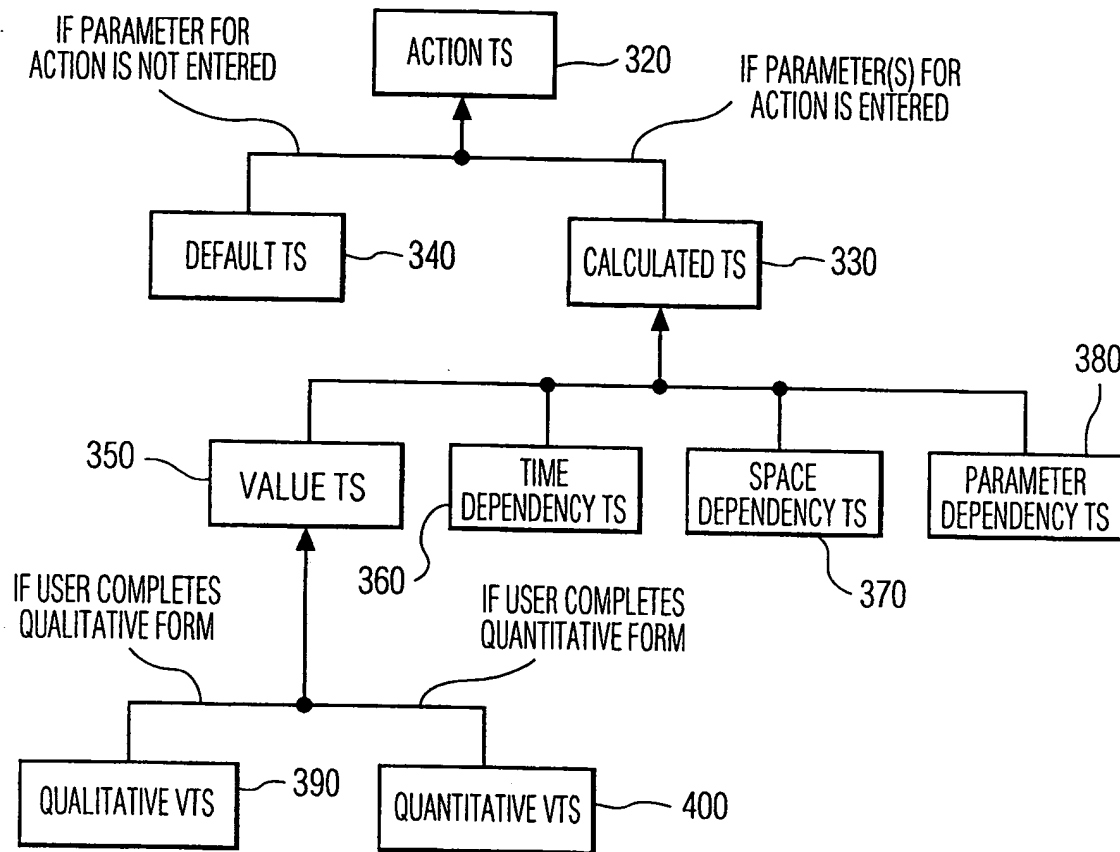 IF PARAMETER FOR
ACTION IS NOT ENTERED
ACTION TS
320
IF PARAMETER(S) FOR
ACTION IS ENTERED
DEFAULT TS
340
CALCULATED TS
330
380
350
VALUE TS
TIME
DEPENDENCY TS
SPACE
DEPENDENCY TS
PARAMETER
DEPENDENCY TS
360
370
IF USER COMPLETES
QUALITATIVE FORM
IF USER COMPLETES
QUANTITATIVE FORM
QUALITATIVE VTS
390
QUANTITATIVE VTS
400